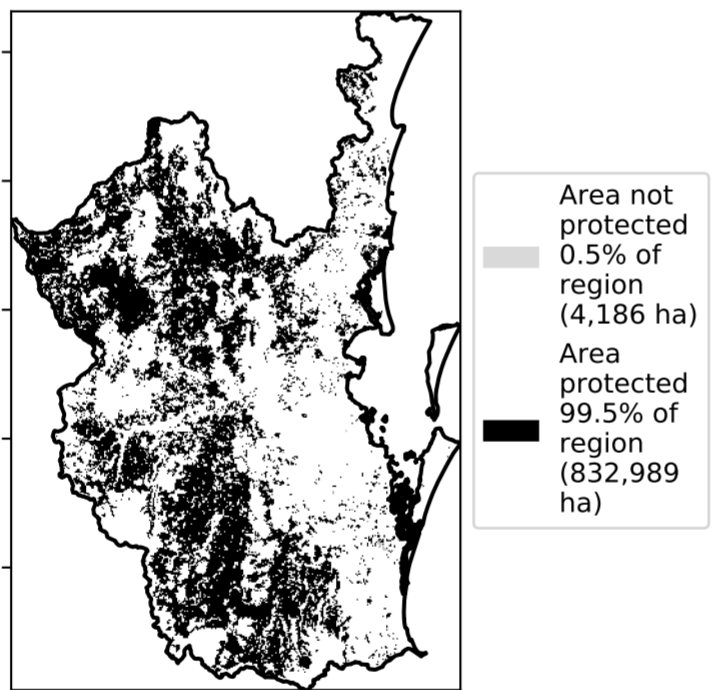 Area not
protected
0.5% of
region
(4,186 ha)
Area
protected
99.5% of
region
(832,989
ha)